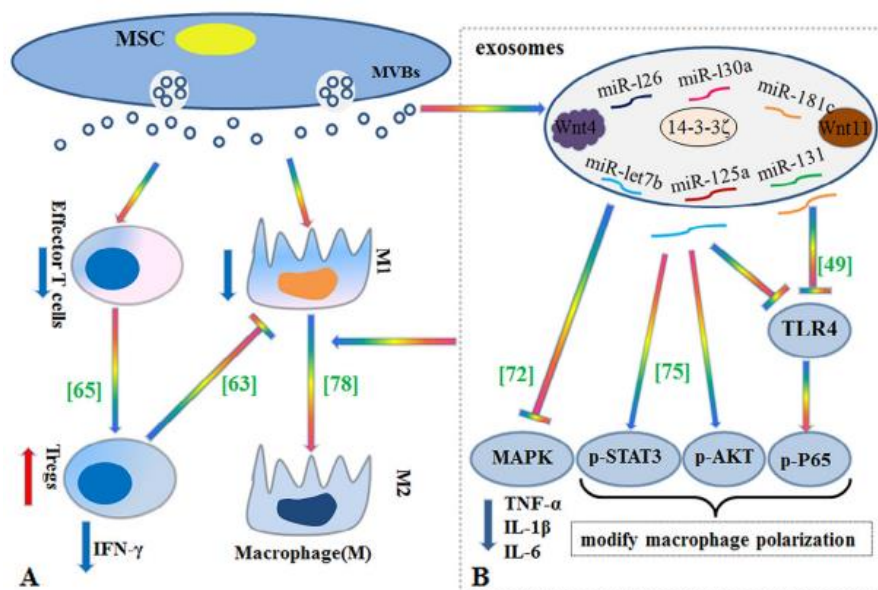 MSC
MVBs
Effector T cells
M1
[65]
[63]
[78]
Tregs
M2
IFN-γ
Macrophage(M)
A
exosomes
miR-l26
miR-l30a
miR-181c
Wnt4
14-3-3ζ
Wnt11
miR-let7b
miR-125a
miR-131
[49]
TLR4
[72]
[75]
MAPK
p-STAT3
p-AKT
p-P65
TNF-α
IL-1β
IL-6
modify macrophage polarization
B